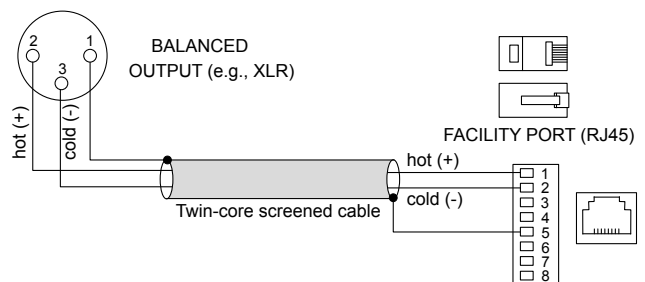 BALANCED
OUTPUT (e.g., XLR)
2
1
3
hot (+)
cold (-)
FACILITY PORT (RJ45)
hot (+)
cold (-)
Twin-core screened cable
1
2
3
4
5
6
7
8